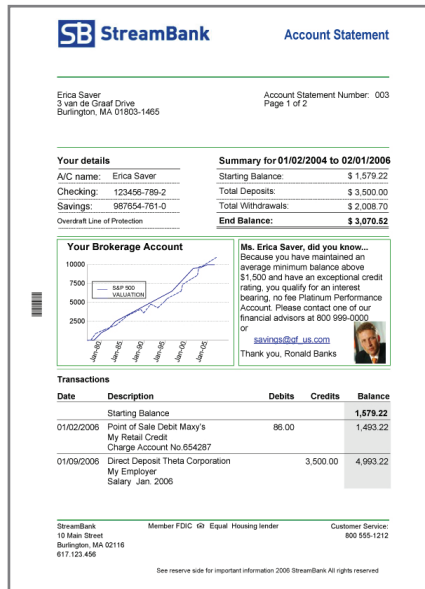 SB StreamBank
Account Statement
Erica Saver
3 van de Graaf Drive
Burlington, MA 01803-1465
Account Statement Number: 003
Page 1 of 2
Your details
A/C name: Erica Saver
Checking: 123456-789-2
Savings: 987654-761-0
Overdraft Line of Protection
Summary for 01/02/2004 to 02/01/2006
Starting Balance: $ 1,579.22
Total Deposits: $ 3,500.00
Total Withdrawals: $ 2,008.70
End Balance: $ 3,070.52
Your Brokerage Account
10000
7500
5000
2500
S&P 500
VALUATION
Jan-80. Jan-85. Jan-90. Jan-95. Jan-00. Jan-05.
Ms. Erica Saver, did you know...
Because you have maintained an
average minimum balance above
$1,500 and have an exceptional credit
rating, you qualify for an interest
bearing, no fee Platinum Performance
Account. Please contact one of our
financial advisors at 800 999-0000
or
savings@gf_us.com
Thank you, Ronald Banks
Transactions
Date Description Debits Credits Balance
Starting Balance 1,579.22
01/02/2006 Point of Sale Debit Maxy's 86.00 1,493.22
My Retail Credit
Charge Account No.654287
01/09/2006 Direct Deposit Theta Corporation 3,500.00 4,993.22
My Employer
Salary Jan. 2006
StreamBank
10 Main Street
Burlington, MA 02116
617.123.456
Member FDIC Equal Housing lender
Customer Service:
800 555-1212
See reserve side for important information 2006 StreamBank All rights reserved